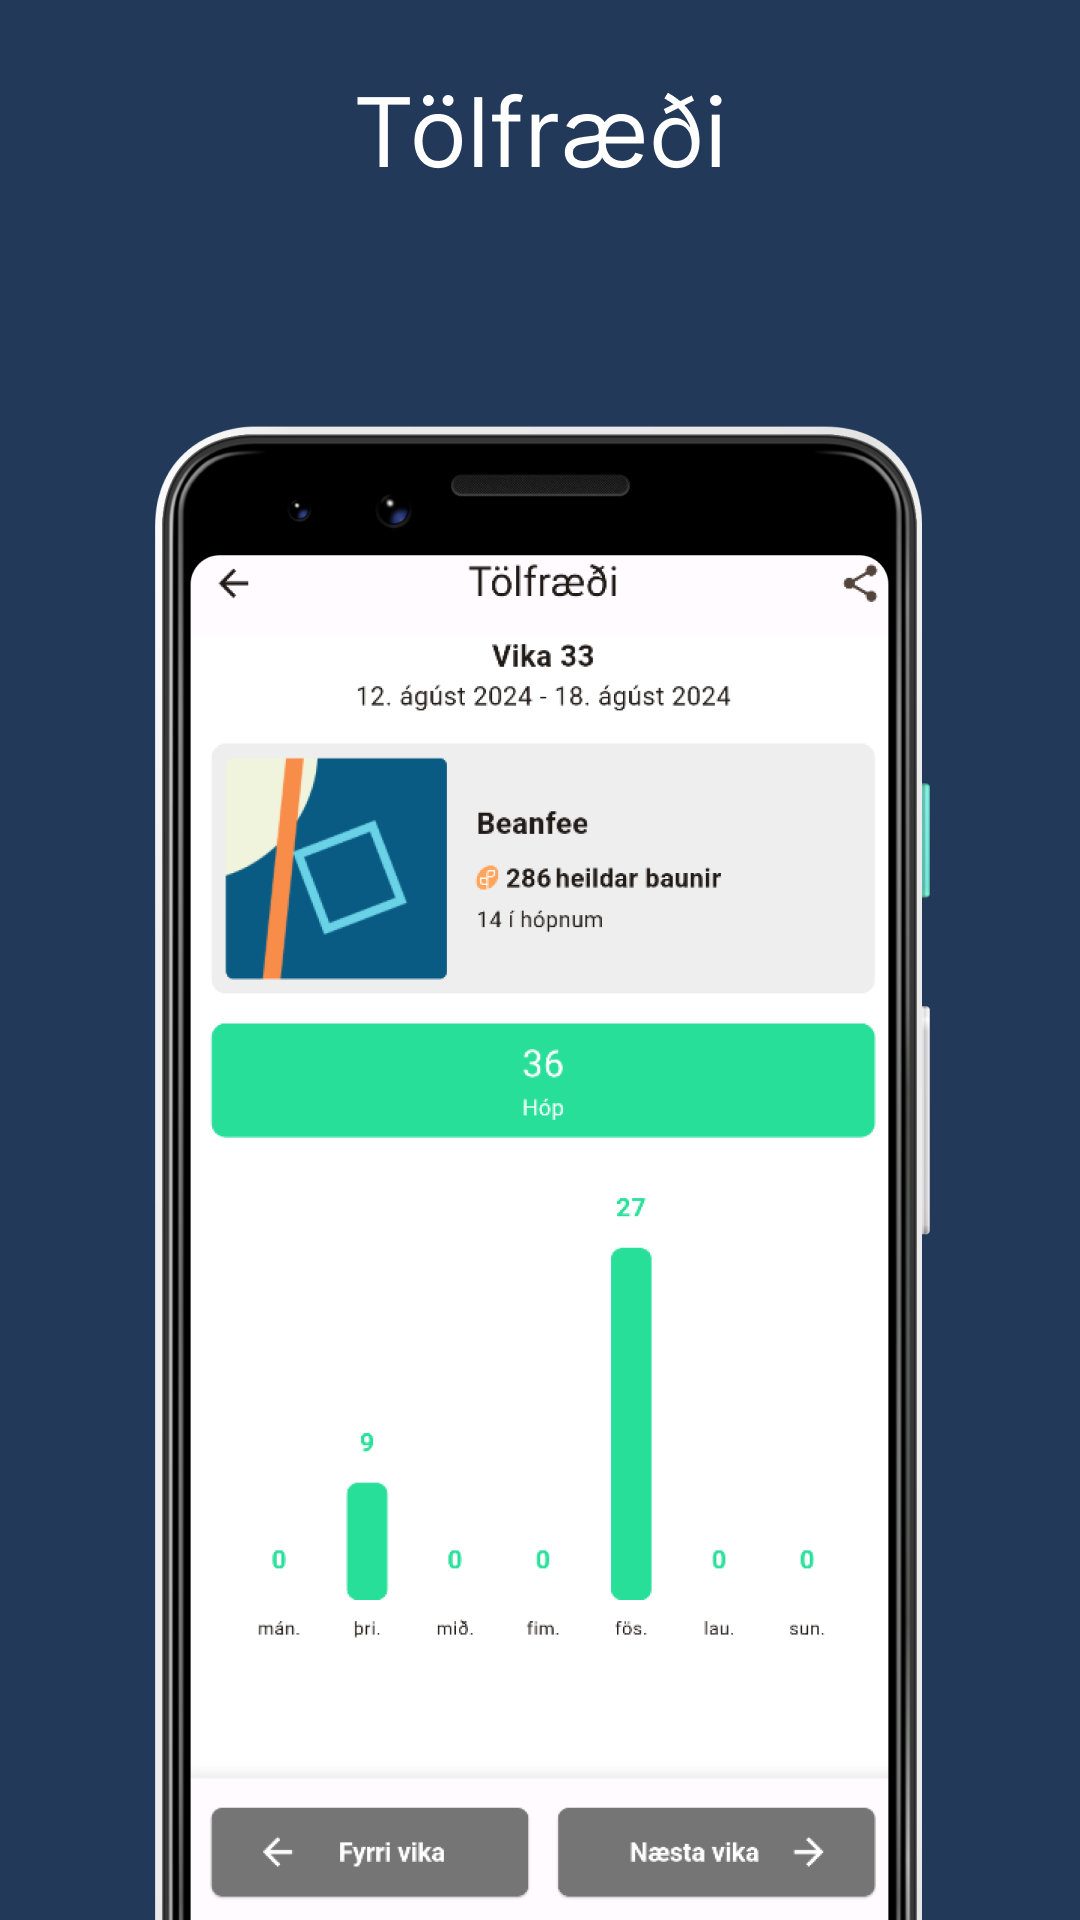 Tölfræði
Tölfræði
Vika 33
12. ágúst 2024 - 18. ágúst 2024
Beanfee
286 heildar baunir
14 í hópnum
36
Hóp
27
9
0 0 0 0 0
mán. þri. mið. fim. fös. lau. sun.
Fyrri vika Næsta vika